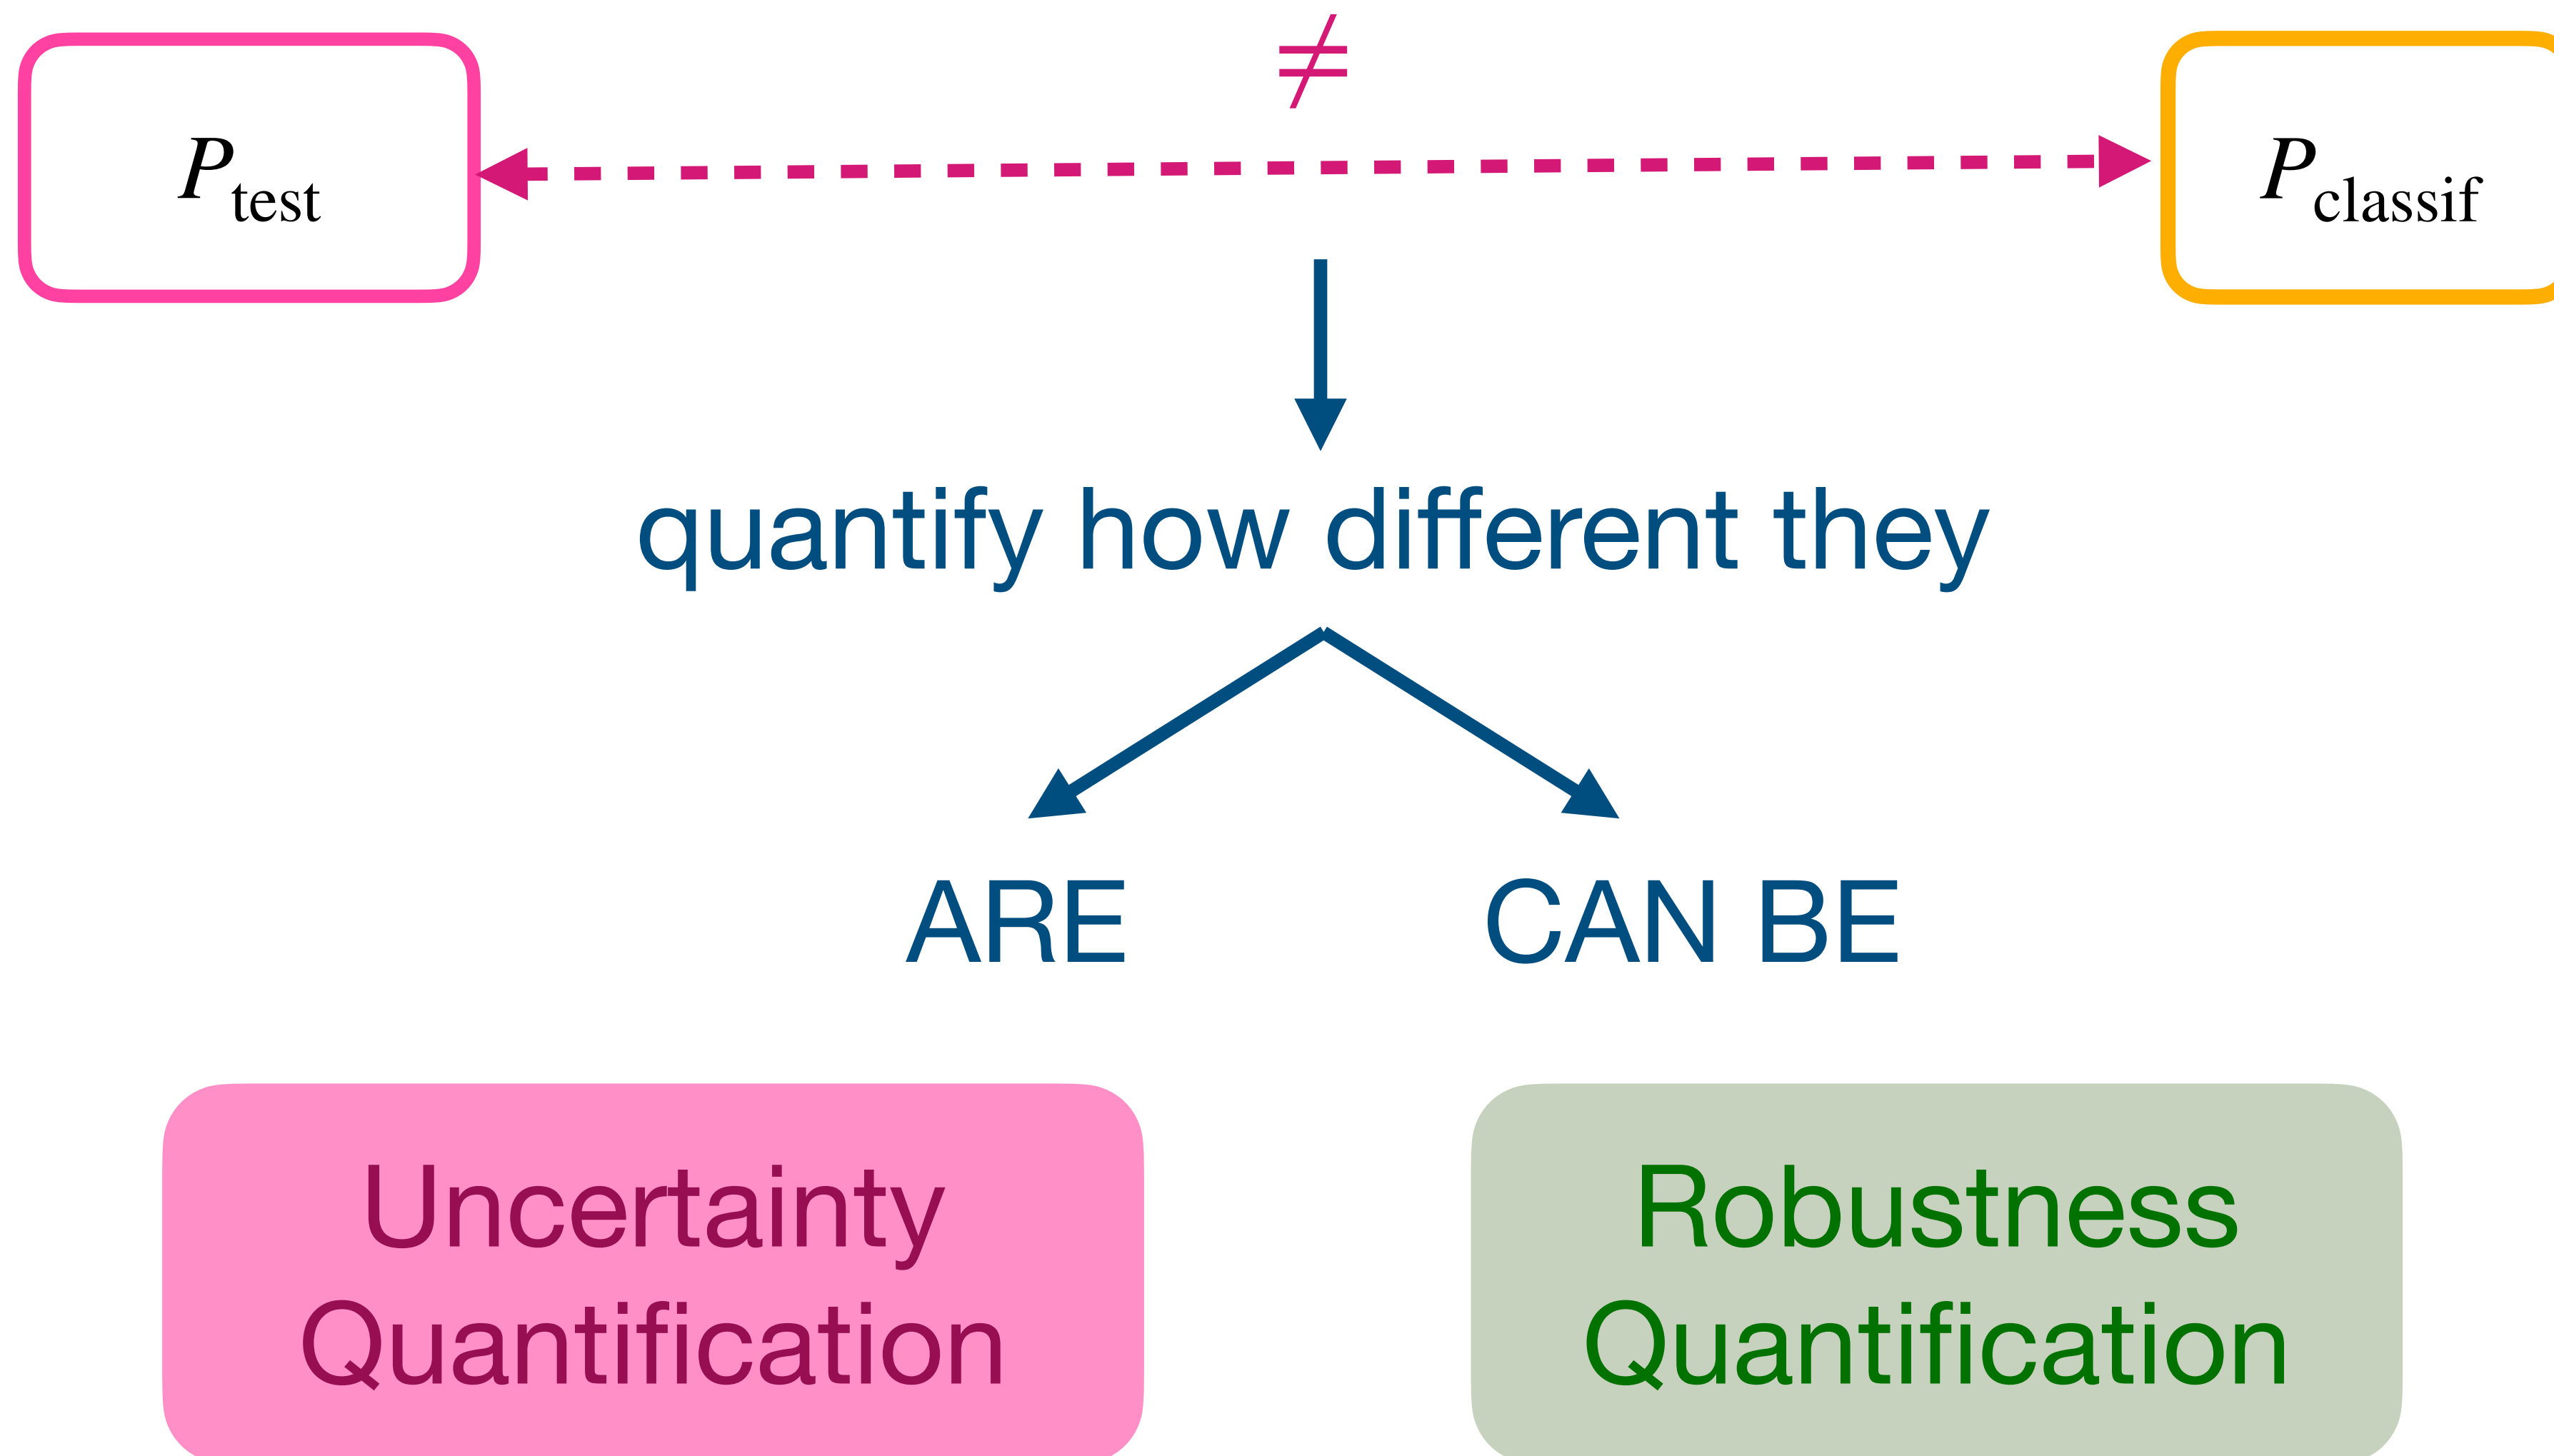 ≠
P_test
P_classif
quantify how different they
ARE
CAN BE
Uncertainty
Quantification
Robustness
Quantification